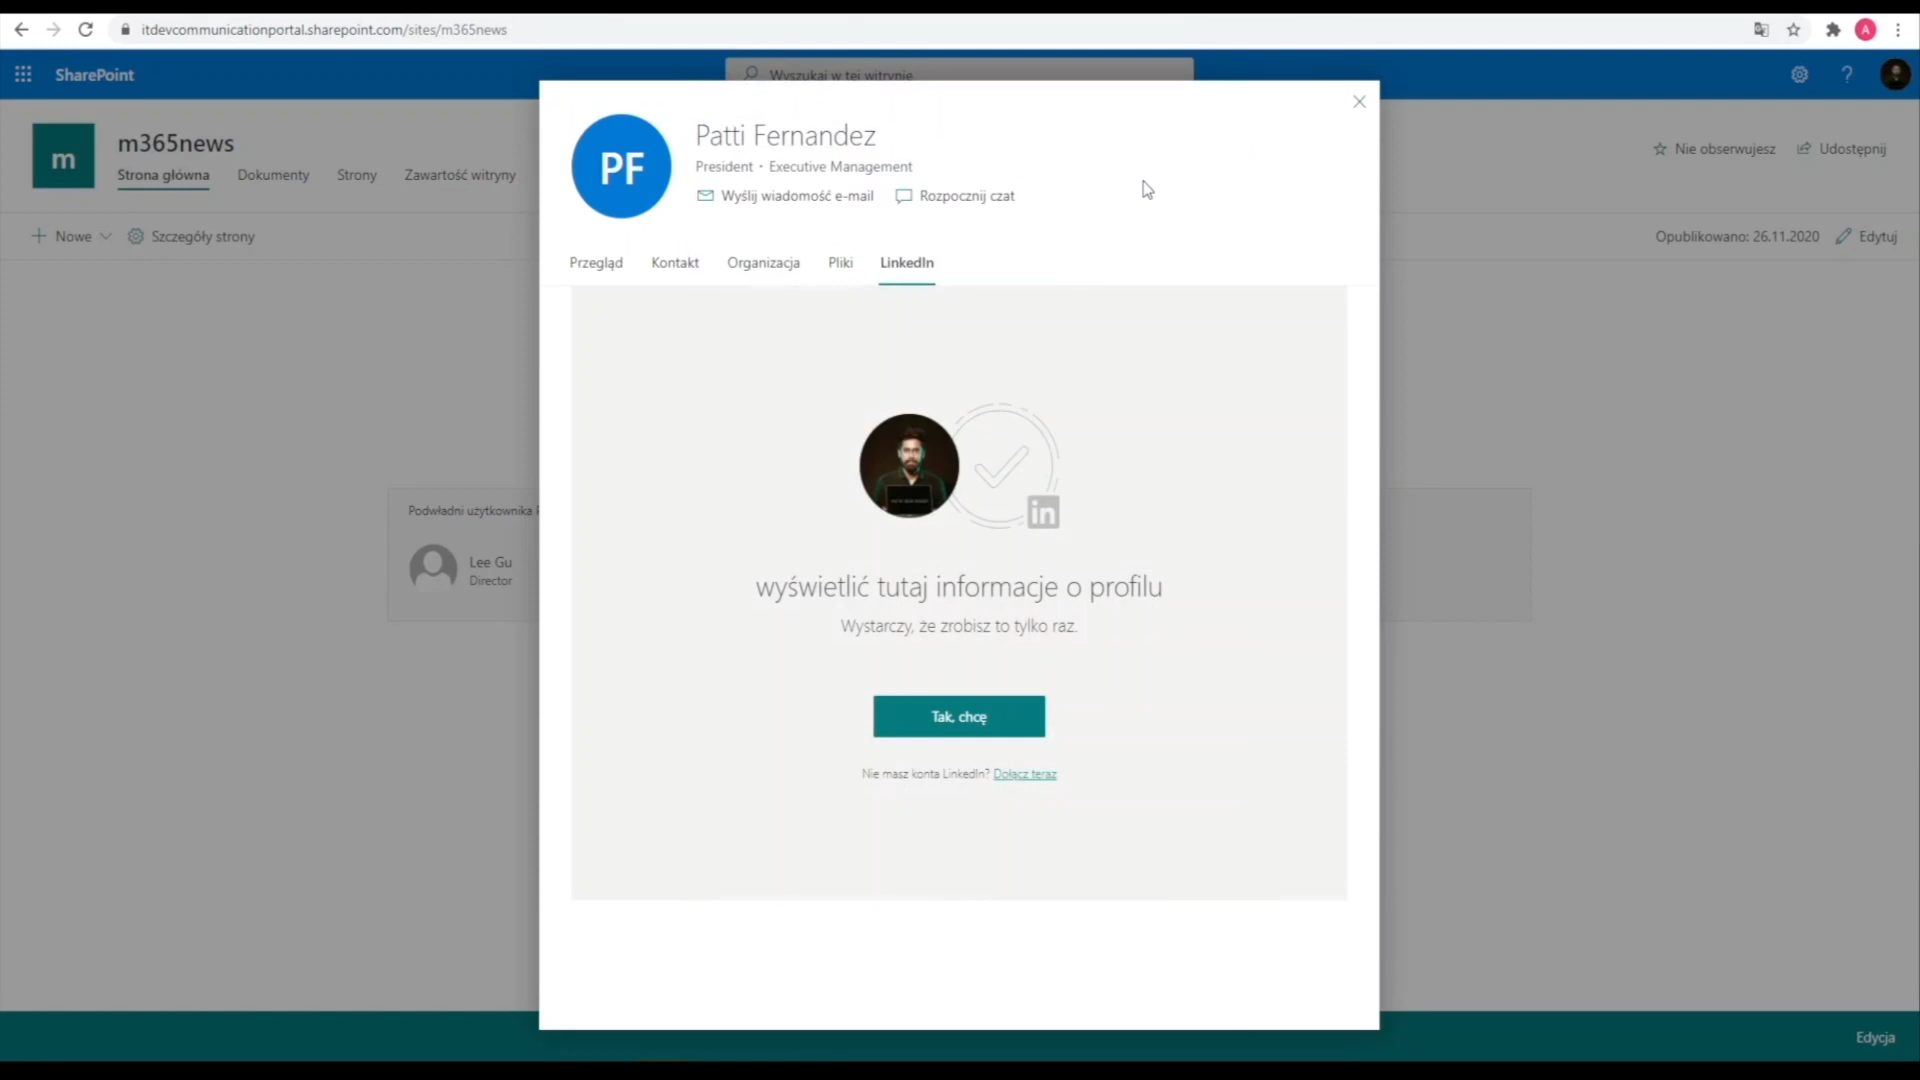 itdevcommunicationportal.sharepoint.com/sites/m365news
A
SharePoint
Wyszukaj w tej witrynie
?
m
m365news
Strona główna Dokumenty Strony Zawartość witryny
Nie obserwujesz Udostępnij
Nowe Szczegóły strony
Opublikowano: 26.11.2020 Edytuj
PF
Patti Fernandez
President • Executive Management
Wyślij wiadomość e-mail Rozpocznij czat
Przegląd Kontakt Organizacja Pliki LinkedIn
Podwładni użytkownika
Lee Gu
Director
in
wyświetlić tutaj informacje o profilu
Wystarczy, że zrobisz to tylko raz.
Tak, chcę
Nie masz konta LinkedIn? Dołącz teraz
Edycja